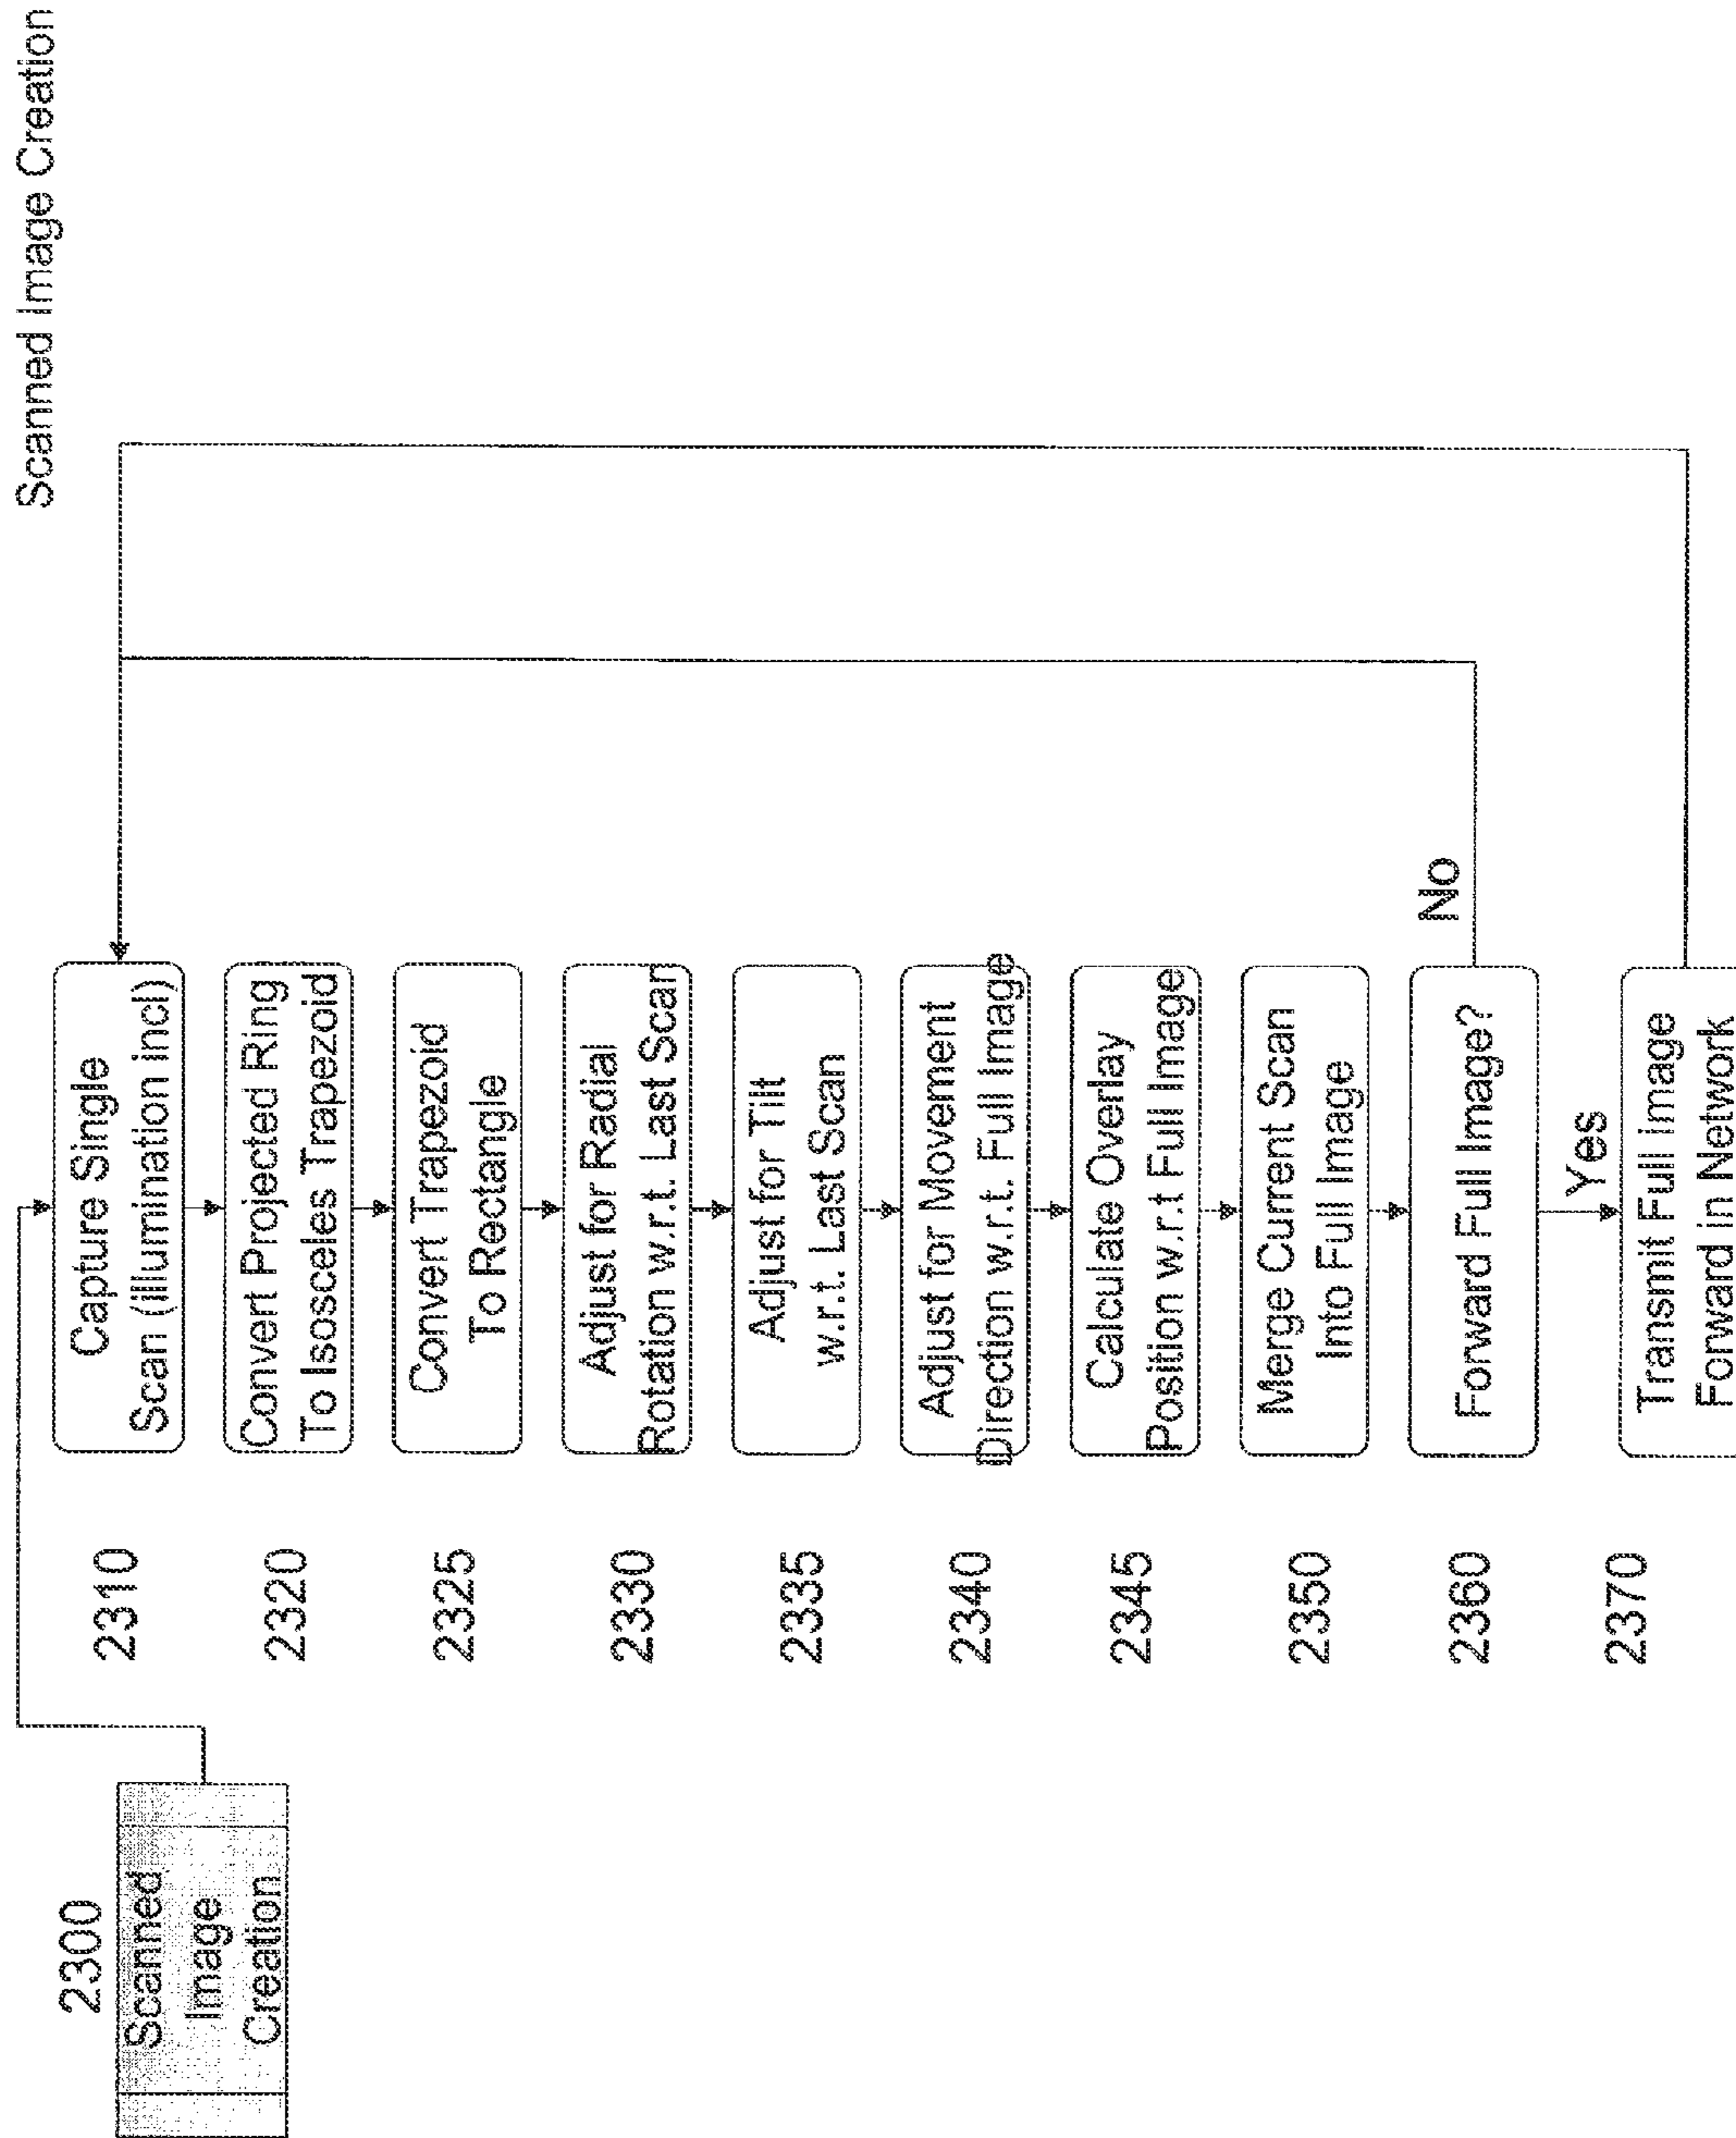 Scanned Image Creation
2300
Scanned
Image
Creation
2310
Capture Single
Scan (illumination incl)
2320
Convert Projected Ring
To Isosceles Trapezoid
2325
Convert Trapezoid
To Rectangle
2330
Adjust for Radial
Rotation w.r.t. Last Scan
2335
Adjust for Tilt
w.r.t. Last Scan
2340
Adjust for Movement
Direction w.r.t. Full Image
2345
Calculate Overlay
Position w.r.t Full Image
2350
Merge Current Scan
Into Full Image
2360
Forward Full Image?
No
Yes
2370
Transmit Full Image
Forward in Network